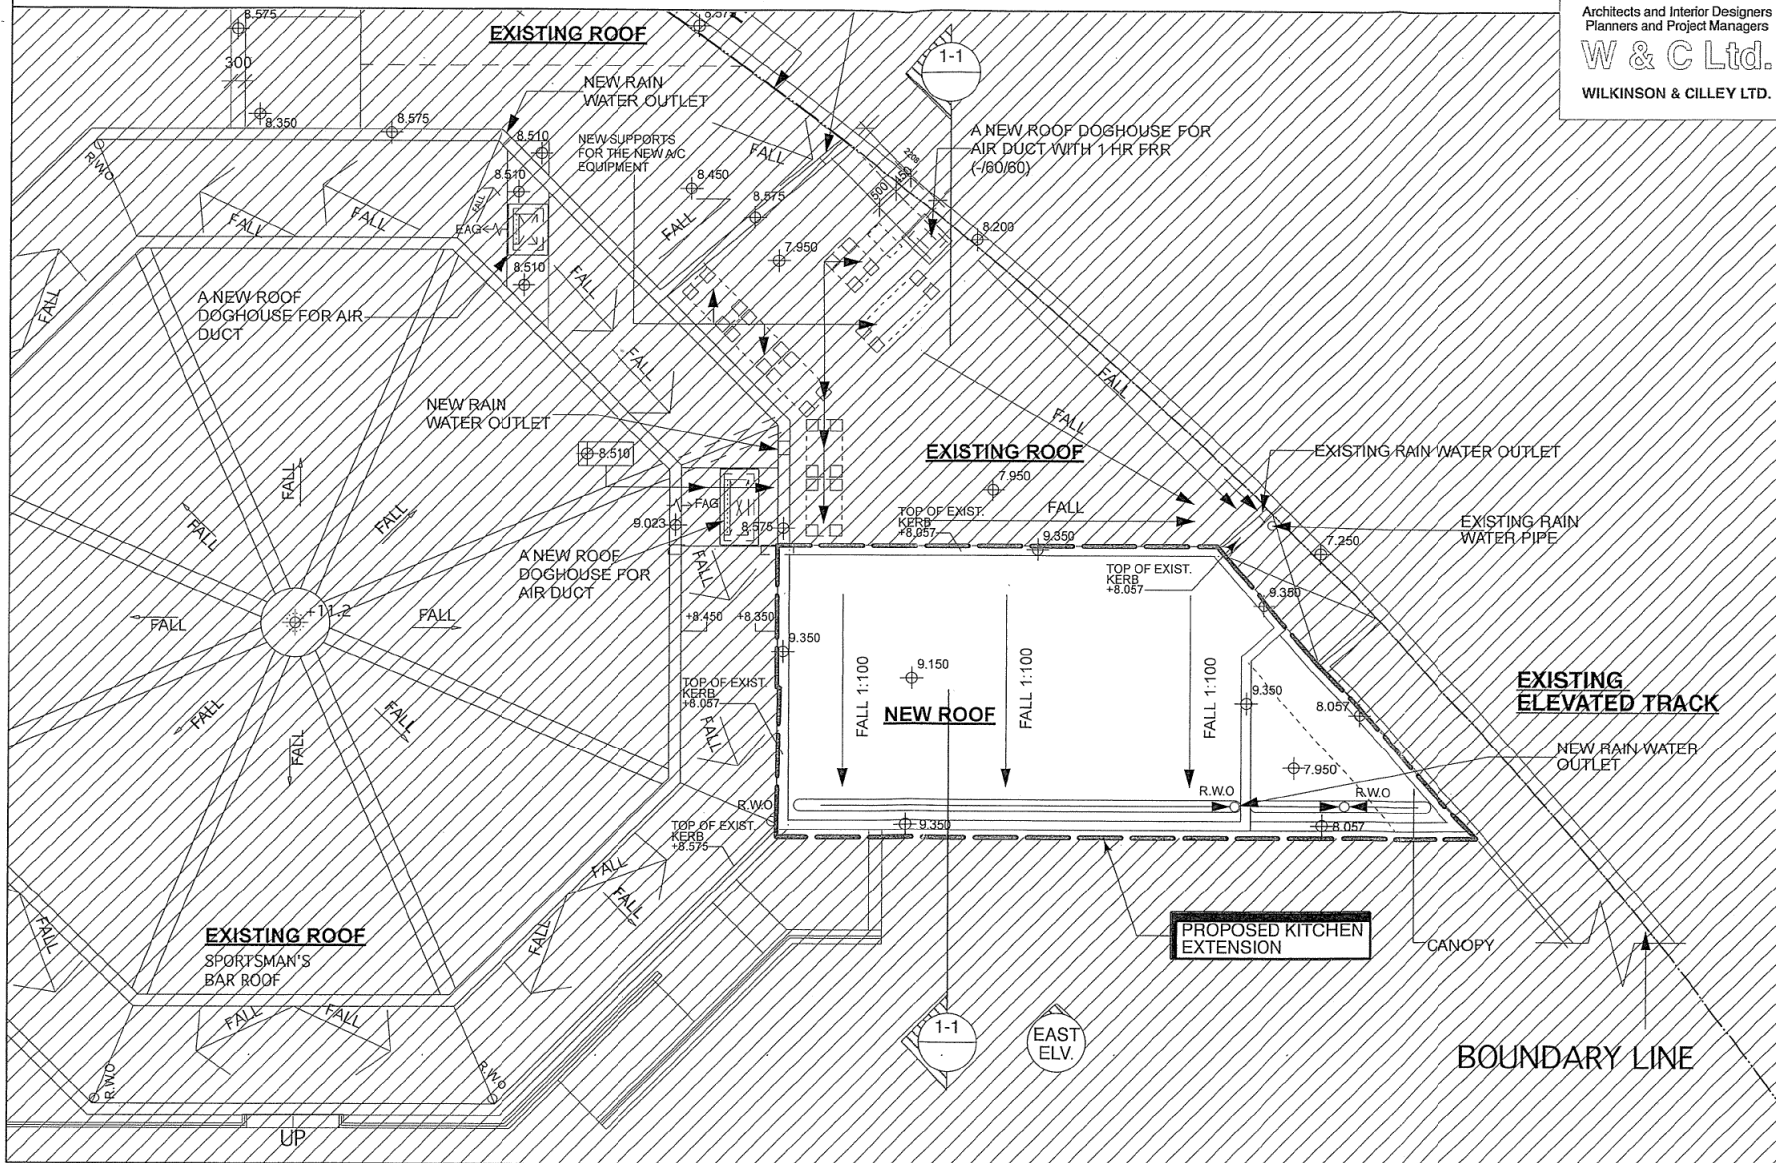 Architects and Interior Designers
Planners and Project Managers
W & C Ltd.
WILKINSON & CILLEY LTD.
8.575
EXISTING ROOF
1-1
300
NEW RAIN
WATER OUTLET
8.350
8.575
8.510
NEW SUPPORTS
FOR THE NEW A/C
EQUIPMENT
FALL
A NEW ROOF DOGHOUSE FOR
AIR DUCT WITH 1 HR FRR
(-/60/60)
R.W.O
8.510
8.450
8.575
500
450
FALL
FALL
FALL
FALL
EAG
8.200
7.950
8.510
FALL
FALL
A NEW ROOF
DOGHOUSE FOR AIR
DUCT
FALL
FALL
NEW RAIN
WATER OUTLET
FALL
8.510
EXISTING ROOF
EXISTING RAIN WATER OUTLET
FALL
7.950
FALL
FALL
FALL
9.023
8.575
TOP OF EXIST.
KERB
+8.057
FALL
9.350
EXISTING RAIN
WATER PIPE
7.250
A NEW ROOF
DOGHOUSE FOR
AIR DUCT
FALL
TOP OF EXIST.
KERB
+8.057
9.350
+11.2
FALL
FALL
+8.450
+8.350
9.350
9.150
FALL 1:100
FALL 1:100
FALL 1:100
NEW ROOF
TOP OF EXIST.
KERB
+8.057
9.350
8.057
EXISTING
ELEVATED TRACK
FALL
FALL
FALL
FALL
7.950
NEW RAIN WATER
OUTLET
R.W.O
R.W.O
R.W.O
9.350
8.057
TOP OF EXIST.
KERB
+8.575
FALL
FALL
FALL
FALL
EXISTING ROOF
SPORTSMAN'S
BAR ROOF
PROPOSED KITCHEN
EXTENSION
CANOPY
FALL
FALL
1-1
EAST
ELV.
BOUNDARY LINE
R.W.O
R.W.O
UP